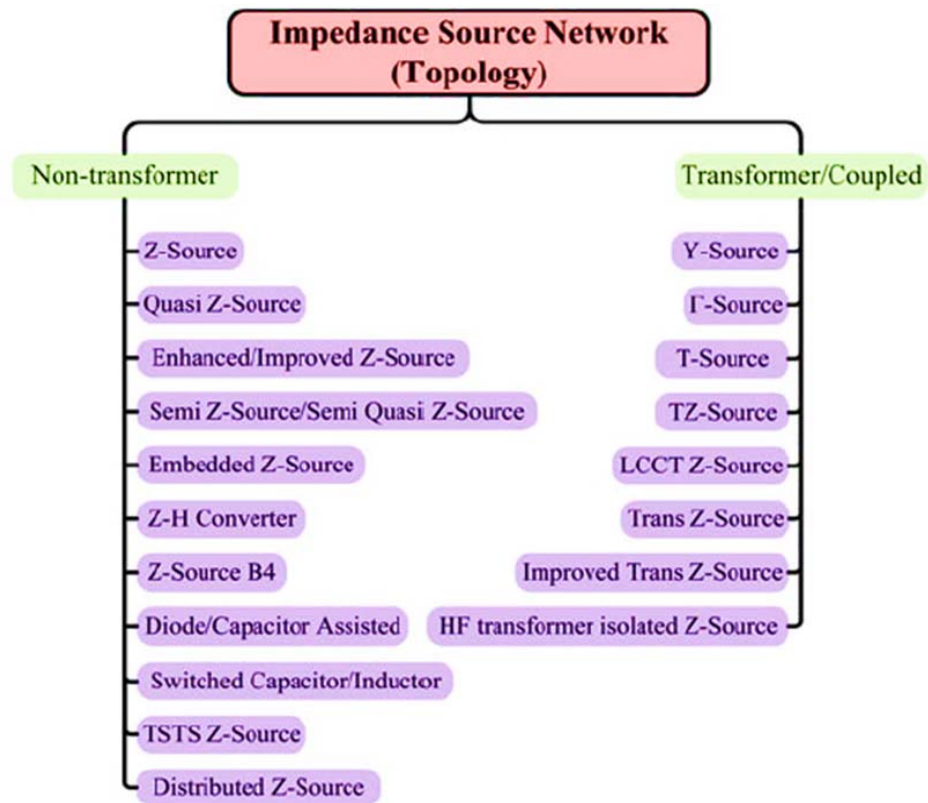 Impedance Source Network
(Topology)
Non-transformer
Z-Source
Quasi Z-Source
Enhanced/Improved Z-Source
Semi Z-Source/Semi Quasi Z-Source
Embedded Z-Source
Z-H Converter
Z-Source B4
Diode/Capacitor Assisted
Switched Capacitor/Inductor
TSTS Z-Source
Distributed Z-Source
Transformer/Coupled
Y-Source
Γ-Source
T-Source
TZ-Source
LCCT Z-Source
Trans Z-Source
Improved Trans Z-Source
HF transformer isolated Z-Source